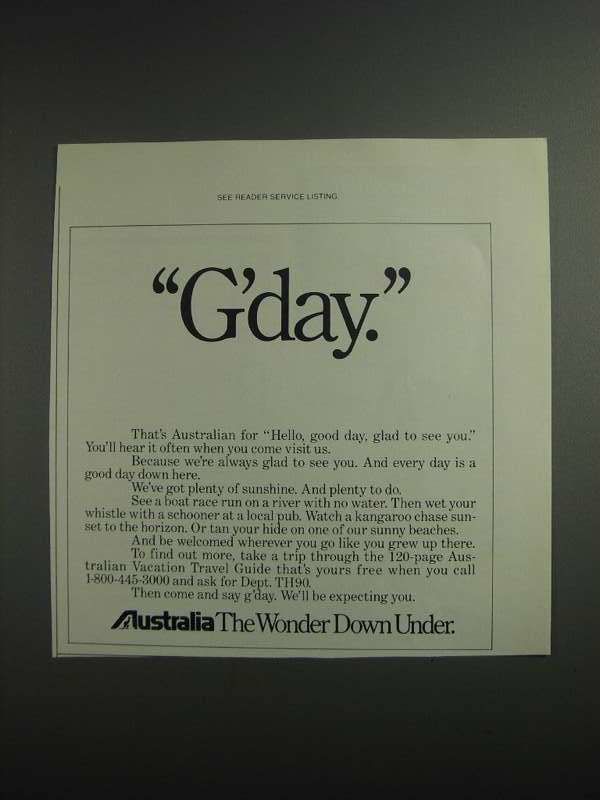 SEE READER SERVICE LISTING.
“G’day.”
That's Australian for “Hello, good day, glad to see you.”
You'll hear it often when you come visit us.
Because we're always glad to see you. And every day is a
good day down here.
We've got plenty of sunshine. And plenty to do.
See a boat race run on a river with no water. Then wet your
whistle with a schooner at a local pub. Watch a kangaroo chase sun-
set to the horizon. Or tan your hide on one of our sunny beaches.
And be welcomed wherever you go like you grew up there.
To find out more, take a trip through the 120-page Aus-
tralian Vacation Travel Guide that's yours free when you call
1-800-445-3000 and ask for Dept. TH90.
Then come and say g'day. We'll be expecting you.
Australia The Wonder Down Under.